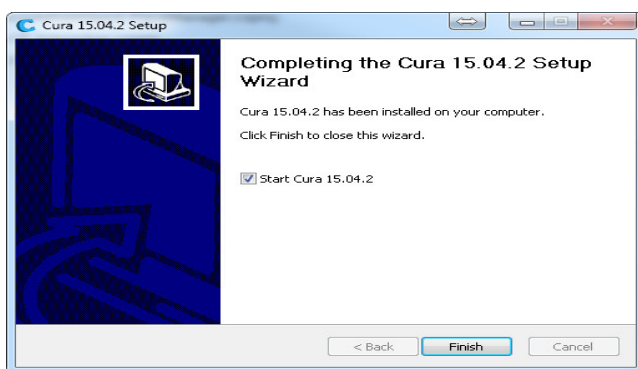 Cura 15.04.2 Setup
Completing the Cura 15.04.2 Setup
Wizard
Cura 15.04.2 has been installed on your computer.
Click Finish to close this wizard.
Start Cura 15.04.2
< Back
Finish
Cancel